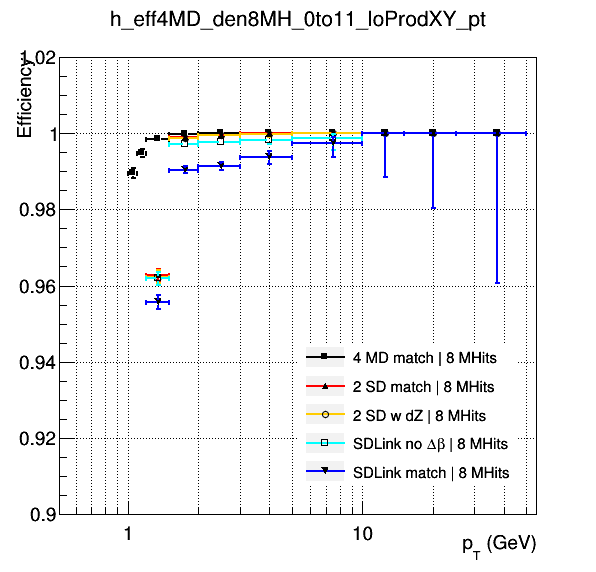 h_eff4MD_den8MH_0to11_loProdXY_pt
Efficiency
1.02
1
0.98
0.96
0.94
0.92
0.9
4 MD match | 8 MHits
2 SD match | 8 MHits
2 SD w dZ | 8 MHits
SDLink no Δβ | 8 MHits
SDLink match | 8 MHits
1
10
p_T (GeV)